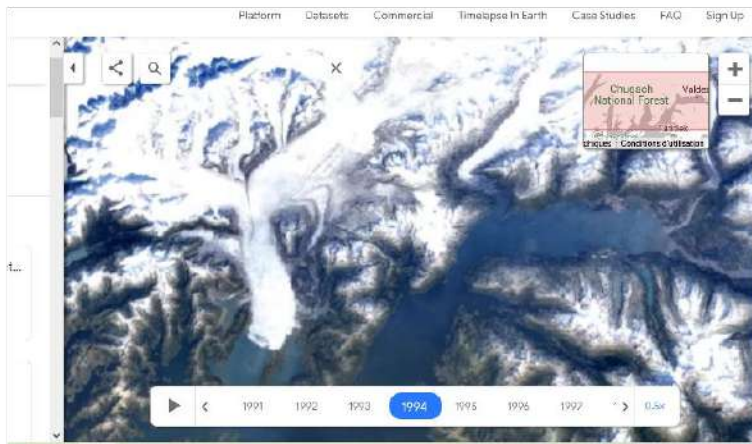 Platform Datasets Commercial Timelapse In Earth Case Studies FAQ Sign Up
Chugach Valdez
National Forest
Conditions d'utilisation
t...
1991 1992 1993 1994 1995 1996 1997 0.5x